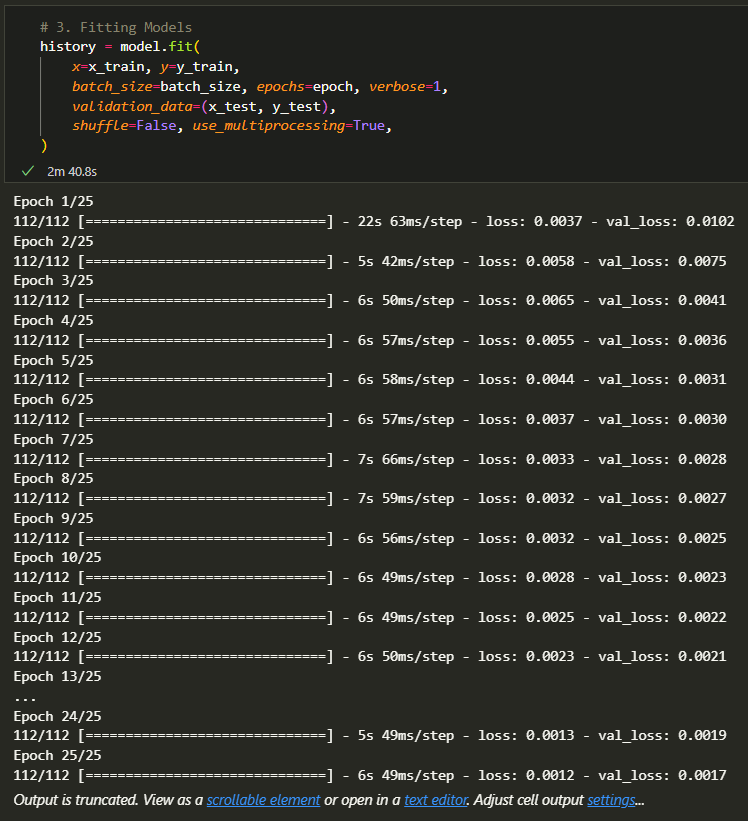 # 3. Fitting Models
history = model.fit(
x=x_train, y=y_train,
batch_size=batch_size, epochs=epoch, verbose=1,
validation_data=(x_test, y_test),
shuffle=False, use_multiprocessing=True,
)
✓ 2m 40.8s
Epoch 1/25
112/112 [==============================] - 22s 63ms/step - loss: 0.0037 - val_loss: 0.0102
Epoch 2/25
112/112 [==============================] - 5s 42ms/step - loss: 0.0058 - val_loss: 0.0075
Epoch 3/25
112/112 [==============================] - 6s 50ms/step - loss: 0.0065 - val_loss: 0.0041
Epoch 4/25
112/112 [==============================] - 6s 57ms/step - loss: 0.0055 - val_loss: 0.0036
Epoch 5/25
112/112 [==============================] - 6s 58ms/step - loss: 0.0044 - val_loss: 0.0031
Epoch 6/25
112/112 [==============================] - 6s 57ms/step - loss: 0.0037 - val_loss: 0.0030
Epoch 7/25
112/112 [==============================] - 7s 66ms/step - loss: 0.0033 - val_loss: 0.0028
Epoch 8/25
112/112 [==============================] - 7s 59ms/step - loss: 0.0032 - val_loss: 0.0027
Epoch 9/25
112/112 [==============================] - 6s 56ms/step - loss: 0.0032 - val_loss: 0.0025
Epoch 10/25
112/112 [==============================] - 6s 49ms/step - loss: 0.0028 - val_loss: 0.0023
Epoch 11/25
112/112 [==============================] - 6s 49ms/step - loss: 0.0025 - val_loss: 0.0022
Epoch 12/25
112/112 [==============================] - 6s 50ms/step - loss: 0.0023 - val_loss: 0.0021
Epoch 13/25
...
Epoch 24/25
112/112 [==============================] - 5s 49ms/step - loss: 0.0013 - val_loss: 0.0019
Epoch 25/25
112/112 [==============================] - 6s 49ms/step - loss: 0.0012 - val_loss: 0.0017
Output is truncated. View as a scrollable element or open in a text editor. Adjust cell output settings...